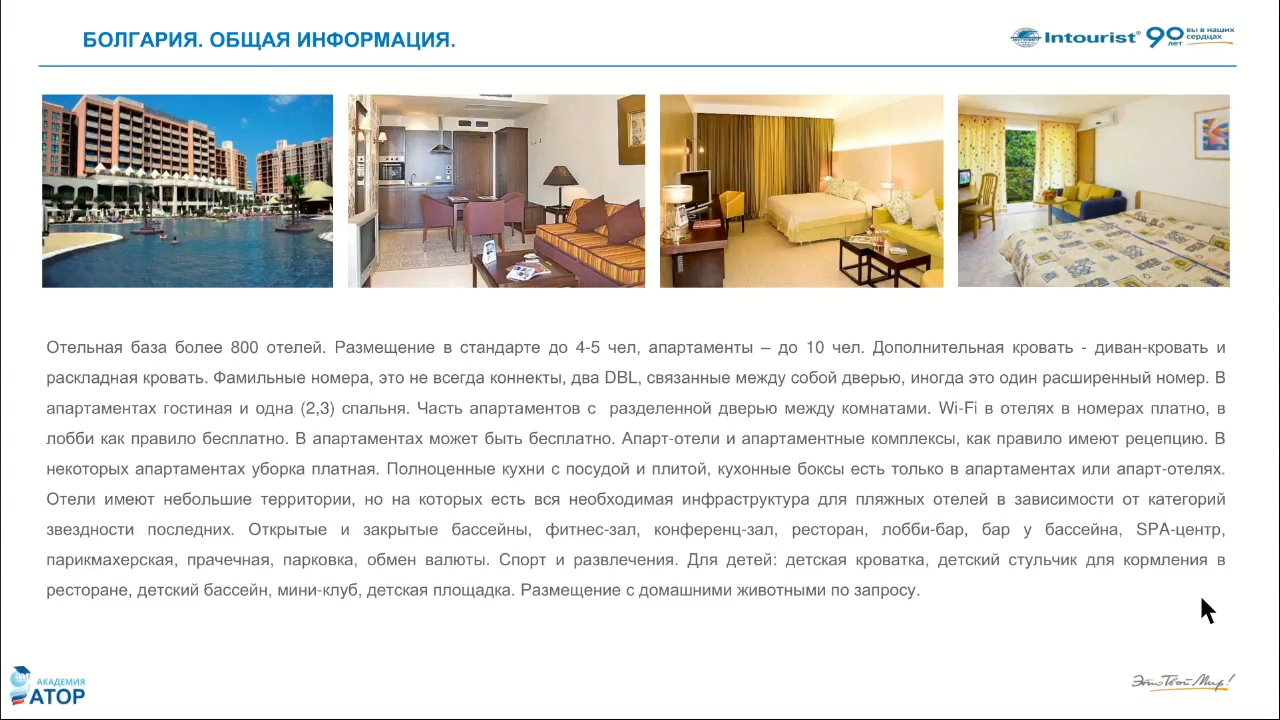 БОЛГАРИЯ. ОБЩАЯ ИНФОРМАЦИЯ.
Intourist® 90 лет вы в наших сердцах
Отельная база более 800 отелей. Размещение в стандарте до 4-5 чел, апартаменты – до 10 чел. Дополнительная кровать - диван-кровать и
раскладная кровать. Фамильные номера, это не всегда коннекты, два DBL, связанные между собой дверью, иногда это один расширенный номер. В
апартаментах гостиная и одна (2,3) спальня. Часть апартаментов с разделенной дверью между комнатами. Wi-Fi в отелях в номерах платно, в
лобби как правило бесплатно. В апартаментах может быть бесплатно. Апарт-отели и апартаментные комплексы, как правило имеют рецепцию. В
некоторых апартаментах уборка платная. Полноценные кухни с посудой и плитой, кухонные боксы есть только в апартаментах или апарт-отелях.
Отели имеют небольшие территории, но на которых есть вся необходимая инфраструктура для пляжных отелей в зависимости от категорий
звездности последних. Открытые и закрытые бассейны, фитнес-зал, конференц-зал, ресторан, лобби-бар, бар у бассейна, SPA-центр,
парикмахерская, прачечная, парковка, обмен валюты. Спорт и развлечения. Для детей: детская кроватка, детский стульчик для кормления в
ресторане, детский бассейн, мини-клуб, детская площадка. Размещение с домашними животными по запросу.
АКАДЕМИЯ
АТОР
Это Твой Мир!